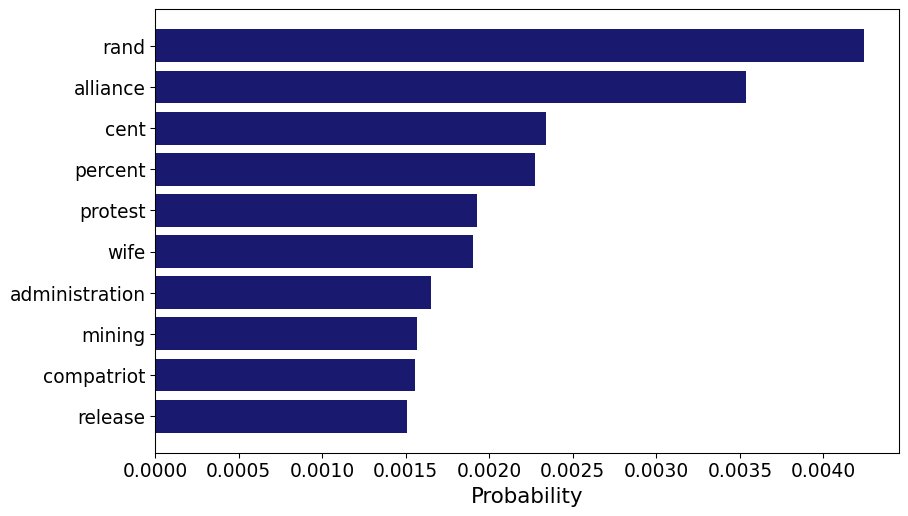 rand
alliance
cent
percent
protest
wife
administration
mining
compatriot
release
0.0000 0.0005 0.0010 0.0015 0.0020 0.0025 0.0030 0.0035 0.0040
Probability